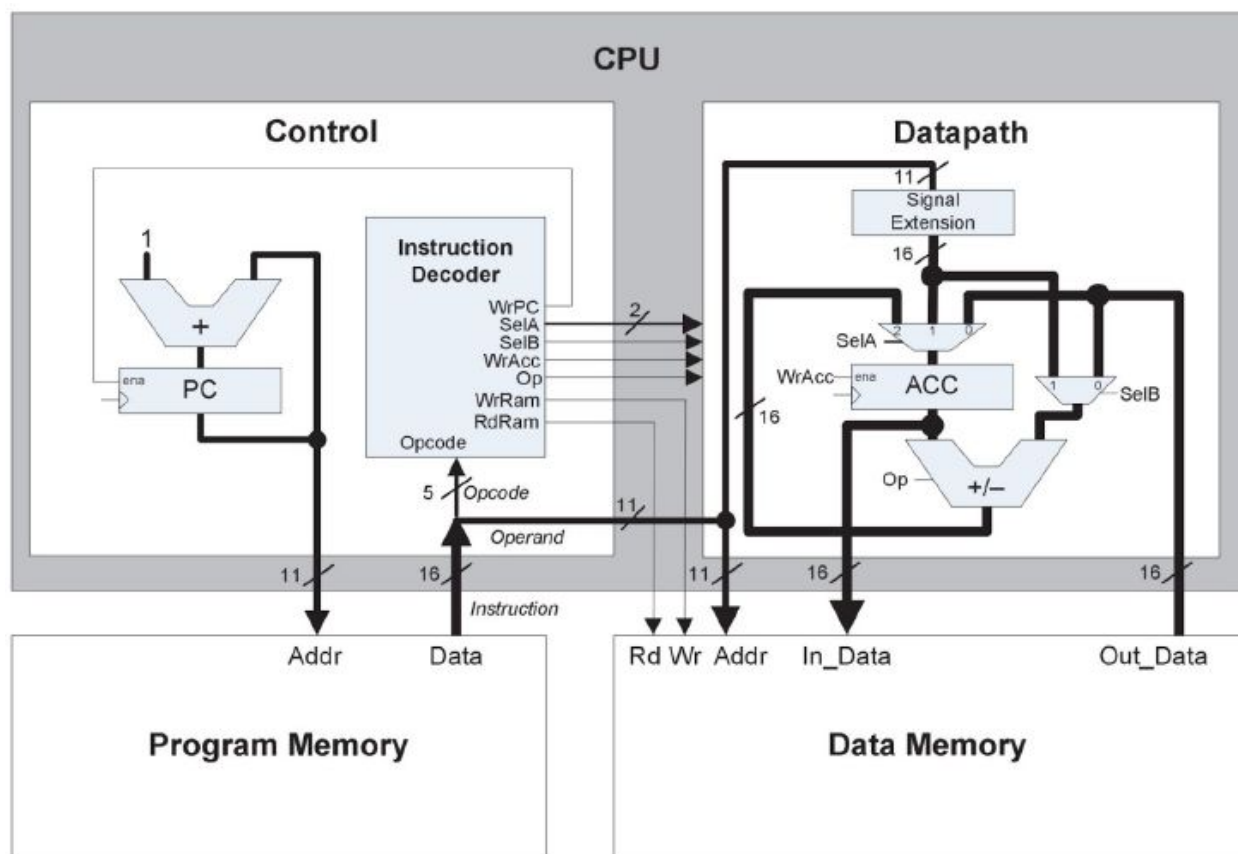 CPU
Control
Datapath
11
Signal
Extension
16
1
+
ena
PC
Instruction
Decoder
WrPC
SelA
SelB
WrAcc
Op
WrRam
RdRam
Opcode
2
5
Opcode
11
Operand
2
1
0
SelA
WrAcc
ena
ACC
16
1
0
SelB
Op
+/−
11
16
Instruction
11
16
16
Addr
Data
Rd
Wr
Addr
In_Data
Out_Data
Program Memory
Data Memory